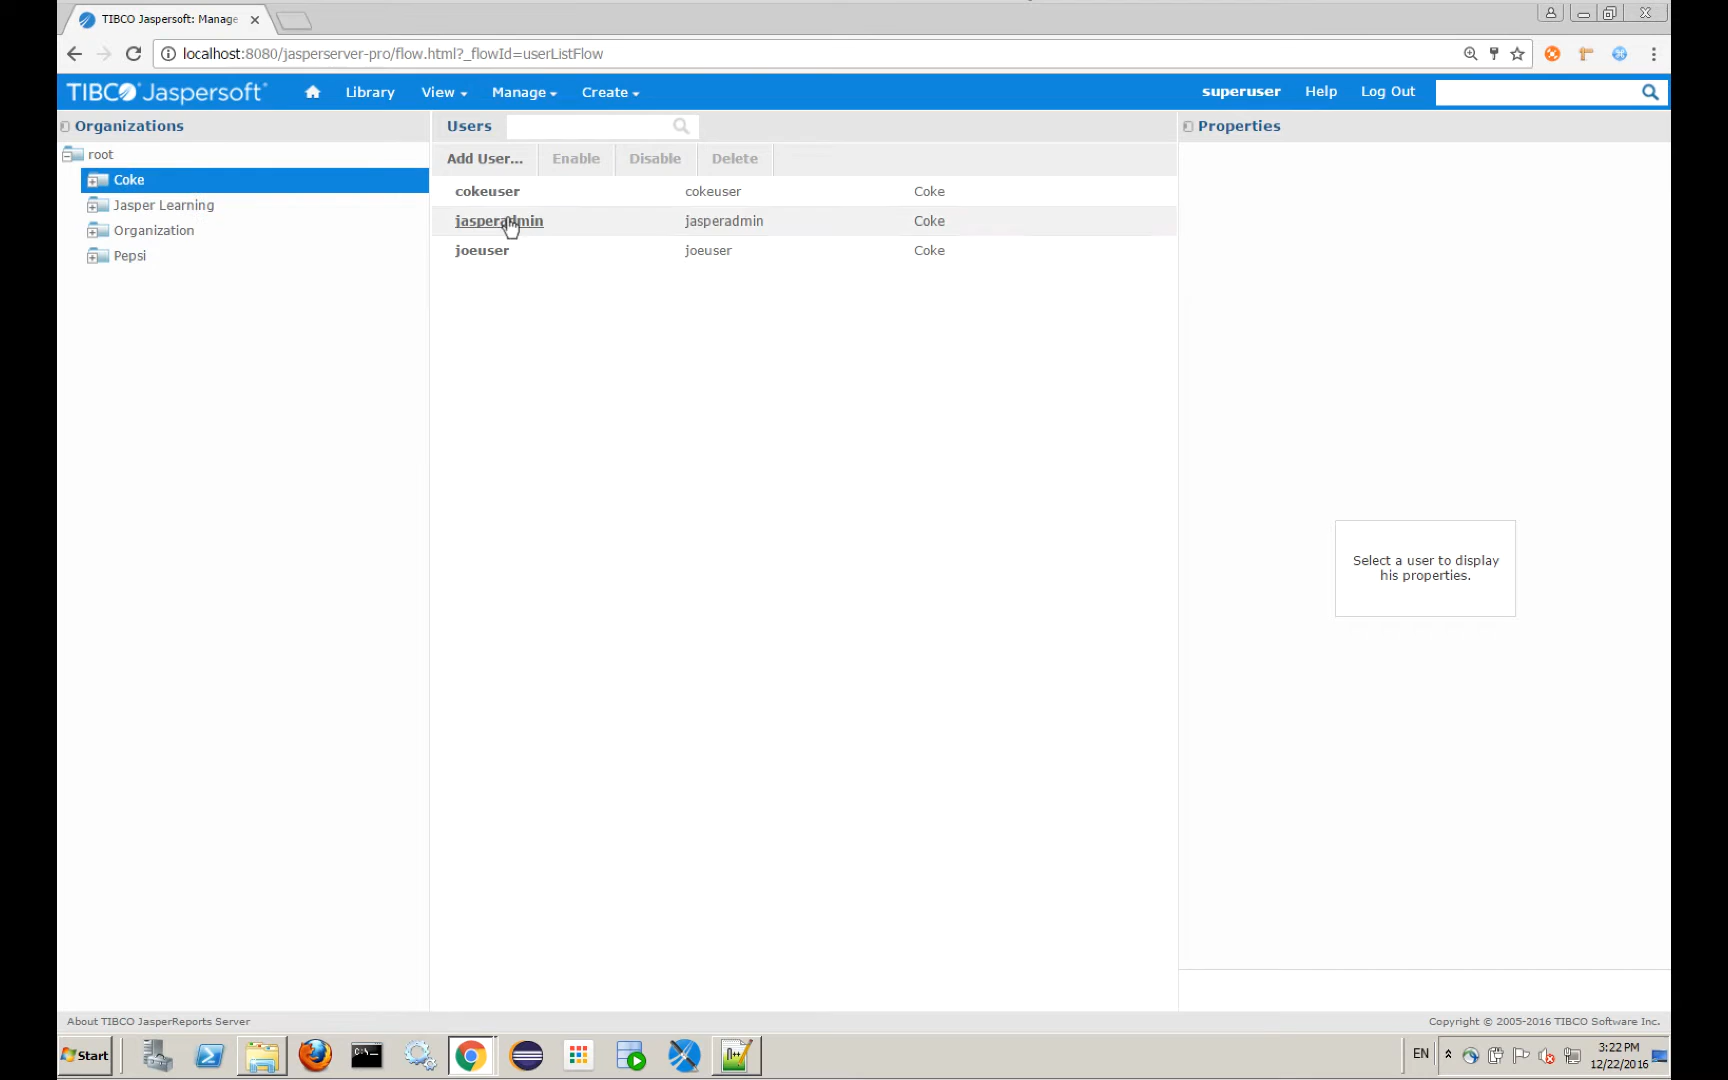 TIBCO Jaspersoft: Manage
localhost:8080/jasperserver-pro/flow.html?_flowId=userListFlow
TIBCO Jaspersoft Library View Manage Create superuser Help Log Out
Organizations
root
Coke
Jasper Learning
Organization
Pepsi
Users
Add User... Enable Disable Delete
cokeuser cokeuser Coke
jasperadmin jasperadmin Coke
joeuser joeuser Coke
Properties
Select a user to display
his properties.
About TIBCO JasperReports Server
Copyright © 2005-2016 TIBCO Software Inc.
Start
C:\_
N++
EN
3:22 PM
12/22/2016